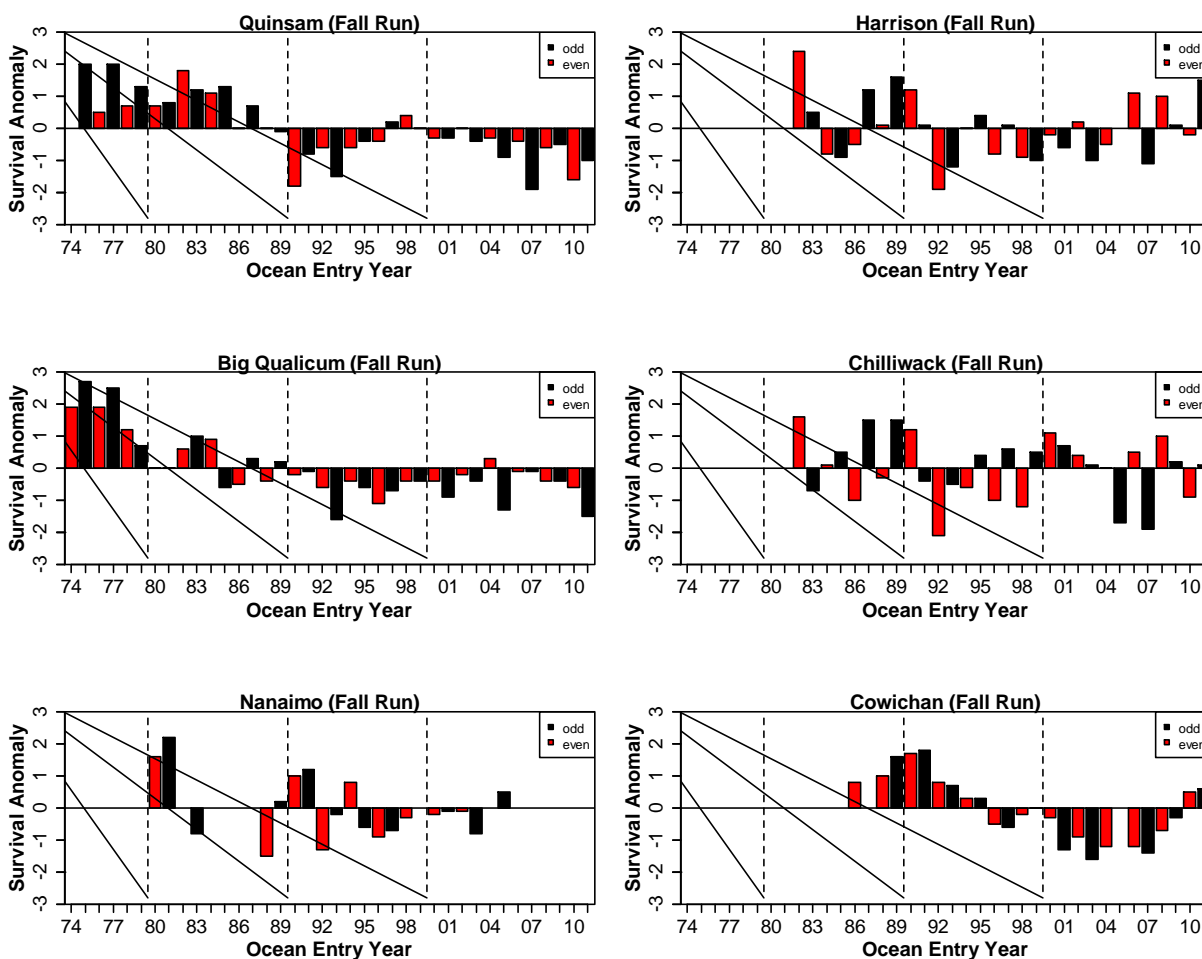 Quinsam (Fall Run)
Survival Anomaly
3
2
1
0
-1
-2
-3
odd
even
74 77 80 83 86 89 92 95 98 01 04 07 10
Ocean Entry Year
Harrison (Fall Run)
Survival Anomaly
3
2
1
0
-1
-2
-3
odd
even
74 77 80 83 86 89 92 95 98 01 04 07 10
Ocean Entry Year
Big Qualicum (Fall Run)
Survival Anomaly
3
2
1
0
-1
-2
-3
odd
even
74 77 80 83 86 89 92 95 98 01 04 07 10
Ocean Entry Year
Chilliwack (Fall Run)
Survival Anomaly
3
2
1
0
-1
-2
-3
odd
even
74 77 80 83 86 89 92 95 98 01 04 07 10
Ocean Entry Year
Nanaimo (Fall Run)
Survival Anomaly
3
2
1
0
-1
-2
-3
odd
even
74 77 80 83 86 89 92 95 98 01 04 07 10
Ocean Entry Year
Cowichan (Fall Run)
Survival Anomaly
3
2
1
0
-1
-2
-3
odd
even
74 77 80 83 86 89 92 95 98 01 04 07 10
Ocean Entry Year